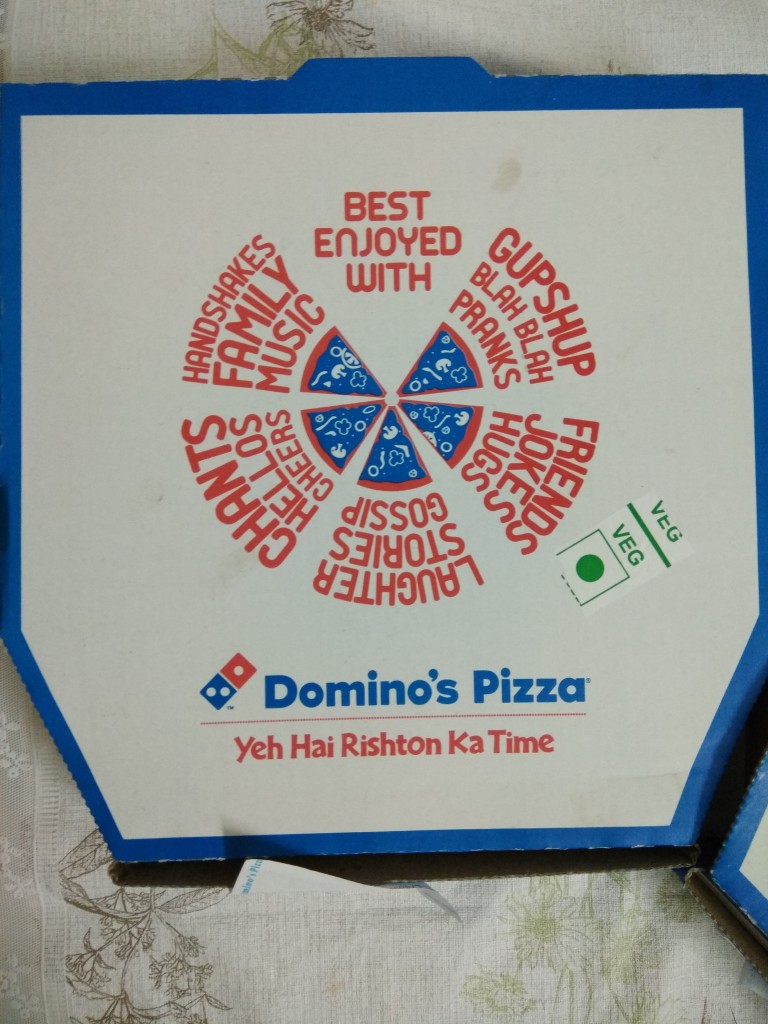 BEST
ENJOYED
WITH
GUPSHUP
BLAH BLAH
PRANKS
FRIENDS
JOKES
HUGS
LAUGHTER
STORIES
GOSSIP
CHANTS
HELLOS
CHEERS
HANDSHAKES
FAMILY
MUSIC
VEG
VEG
Domino's Pizza
Yeh Hai Rishton Ka Time